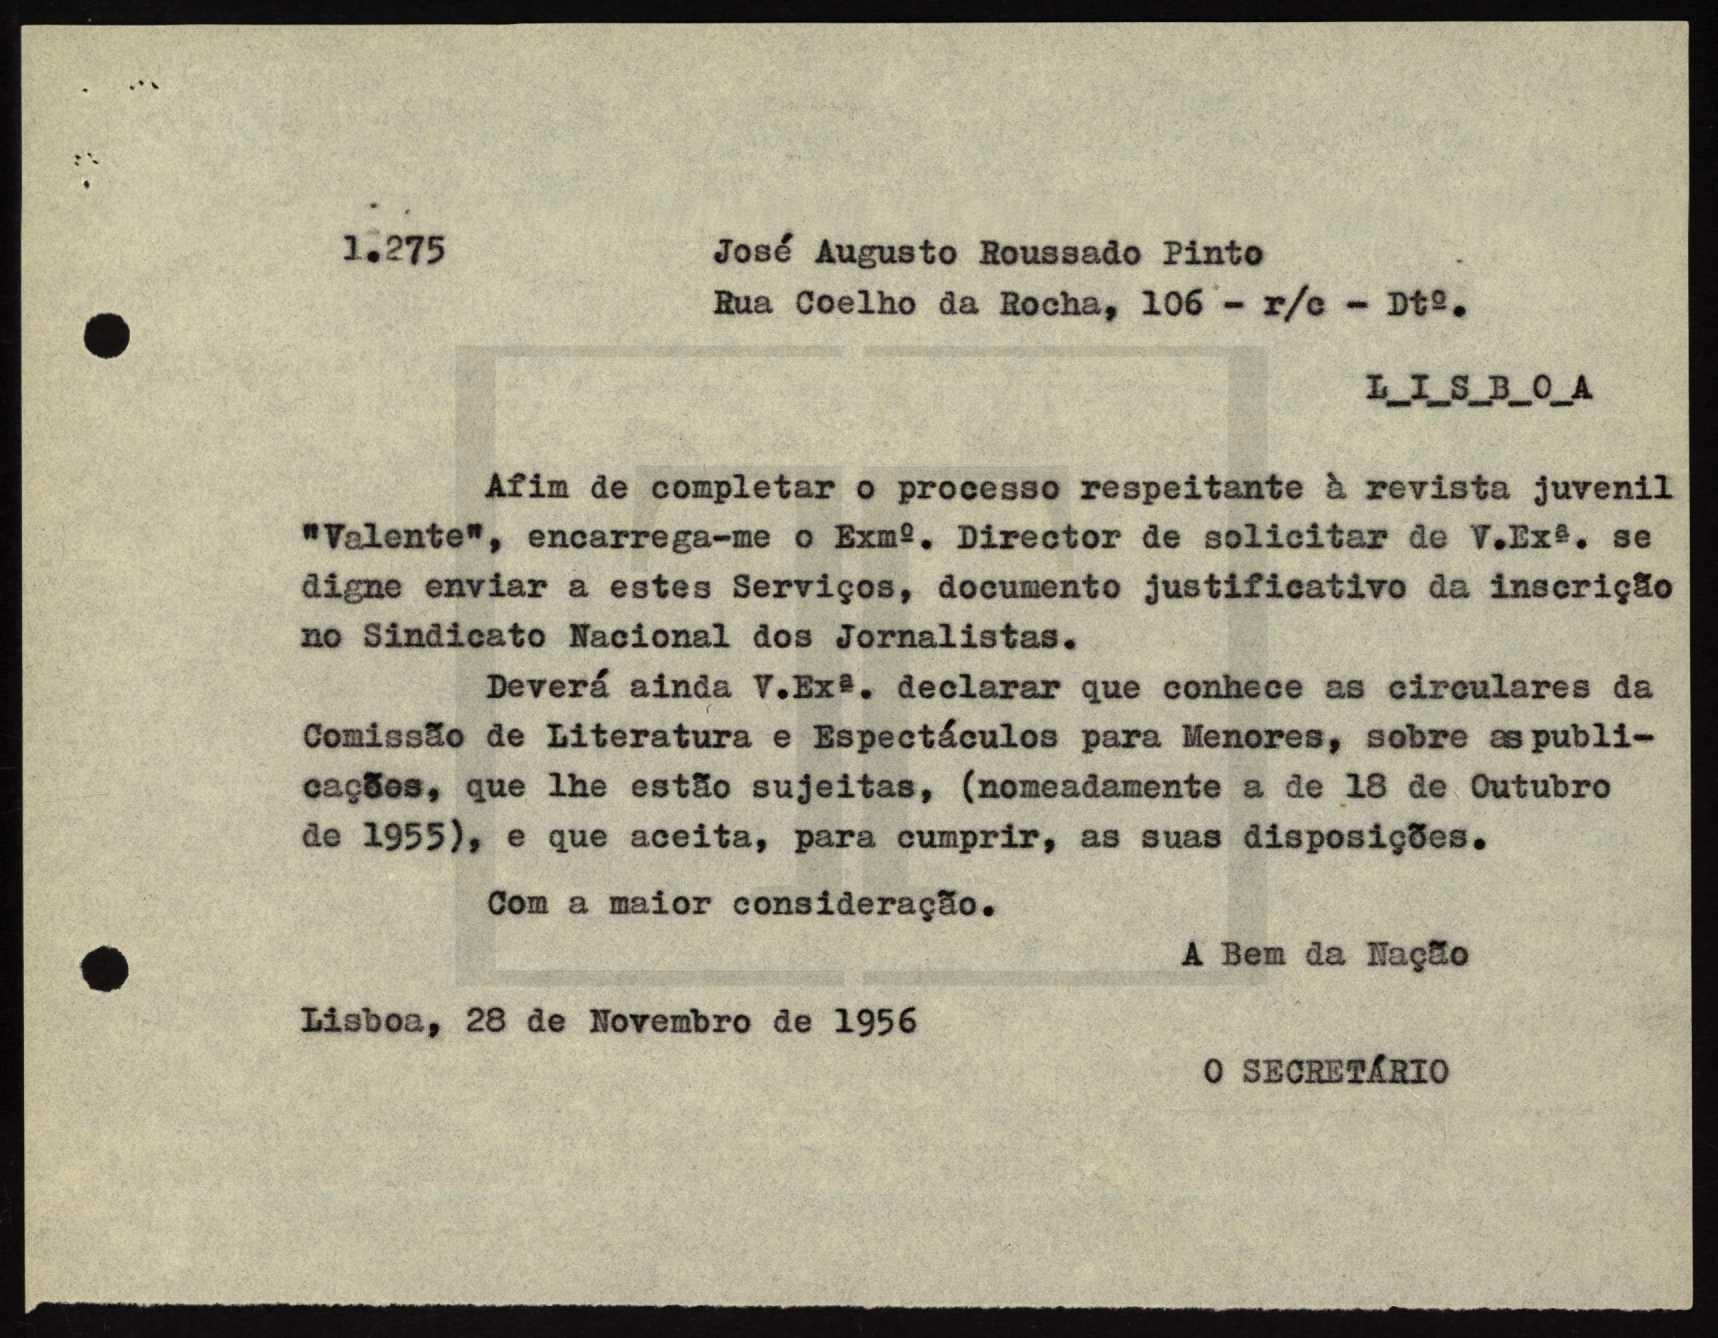 1.275
José Augusto Roussado Pinto
Rua Coelho da Rocha, 106 - r/c - Dtº.
L_I_S_B_O_A
Afim de completar o processo respeitante à revista juvenil
"Valente", encarrega-me o Exmº. Director de solicitar de V.Exª. se
digne enviar a estes Serviços, documento justificativo da inscrição
no Sindicato Nacional dos Jornalistas.
Deverá ainda V.Exª. declarar que conhece as circulares da
Comissão de Literatura e Espectáculos para Menores, sobre as publi-
cações, que lhe estão sujeitas, (nomeadamente a de 18 de Outubro
de 1955), e que aceita, para cumprir, as suas disposições.
Com a maior consideração.
A Bem da Nação
Lisboa, 28 de Novembro de 1956
O SECRETÁRIO